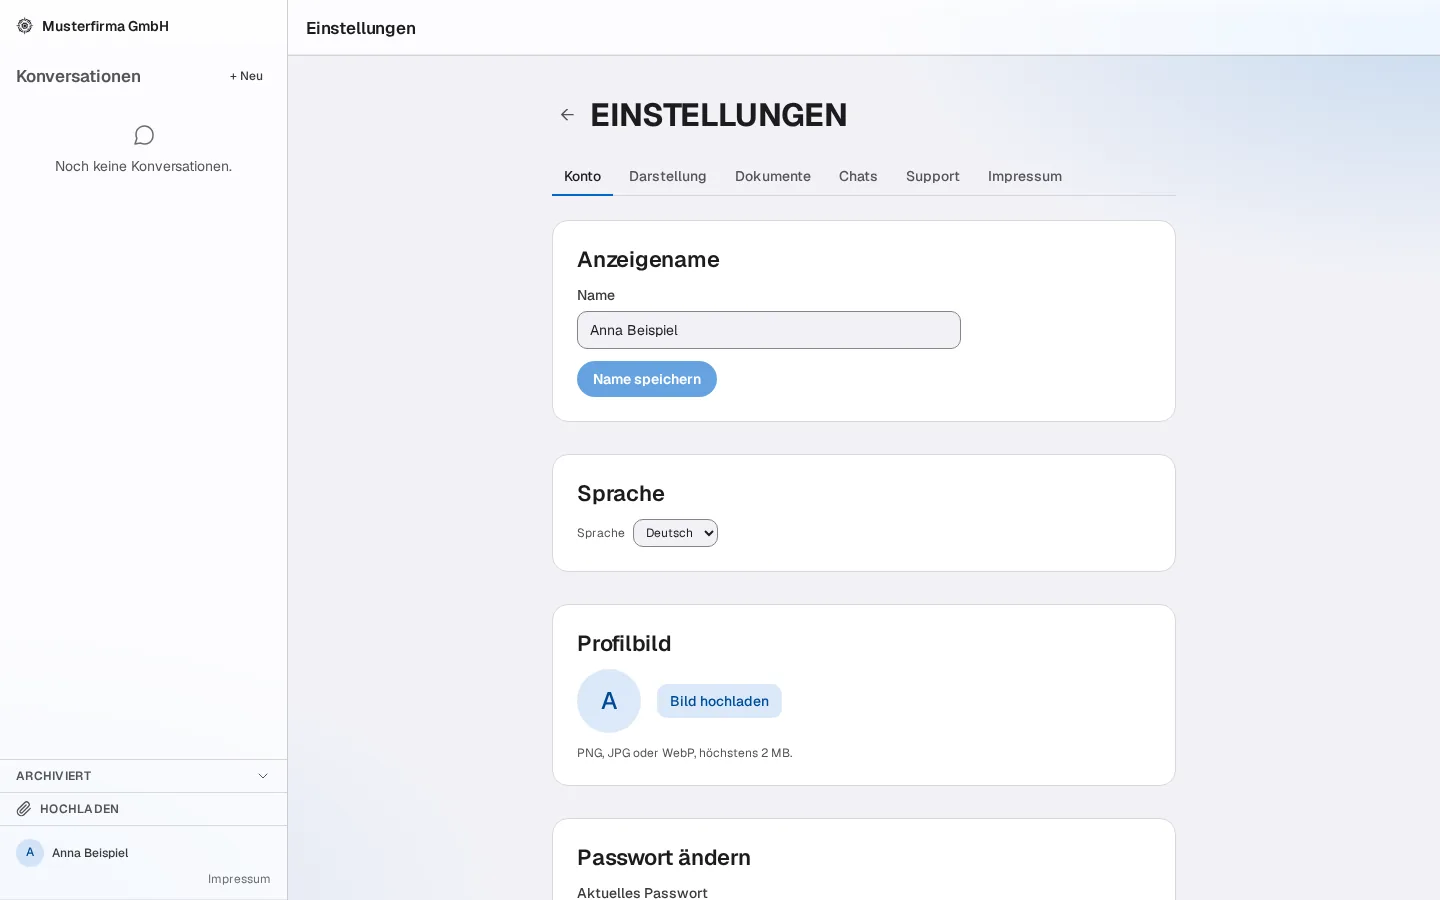 Musterfirma GmbH
Konversationen
+ Neu
Noch keine Konversationen.
ARCHIVIERT
HOCHLADEN
A
Anna Beispiel
Impressum
Einstellungen
EINSTELLUNGEN
Konto Darstellung Dokumente Chats Support Impressum
Anzeigename
Name
Anna Beispiel
Name speichern
Sprache
Sprache Deutsch
Profilbild
A
Bild hochladen
PNG, JPG oder WebP, höchstens 2 MB.
Passwort ändern
Aktuelles Passwort